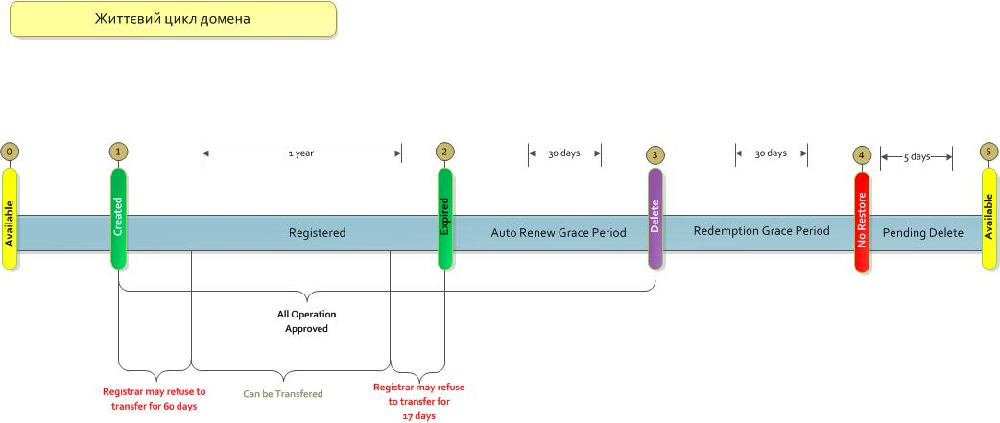 Життєвий цикл домена
0
1
1 year
2
30 days
3
30 days
4
5 days
5
Available
Created
Registered
Expired
Auto Renew Grace Period
Delete
Redemption Grace Period
No Restore
Pending Delete
Available
All Operation
Approved
Registrar may refuse to
transfer for 60 days
Can be Transfered
Registrar may refuse
to transfer for
17 days